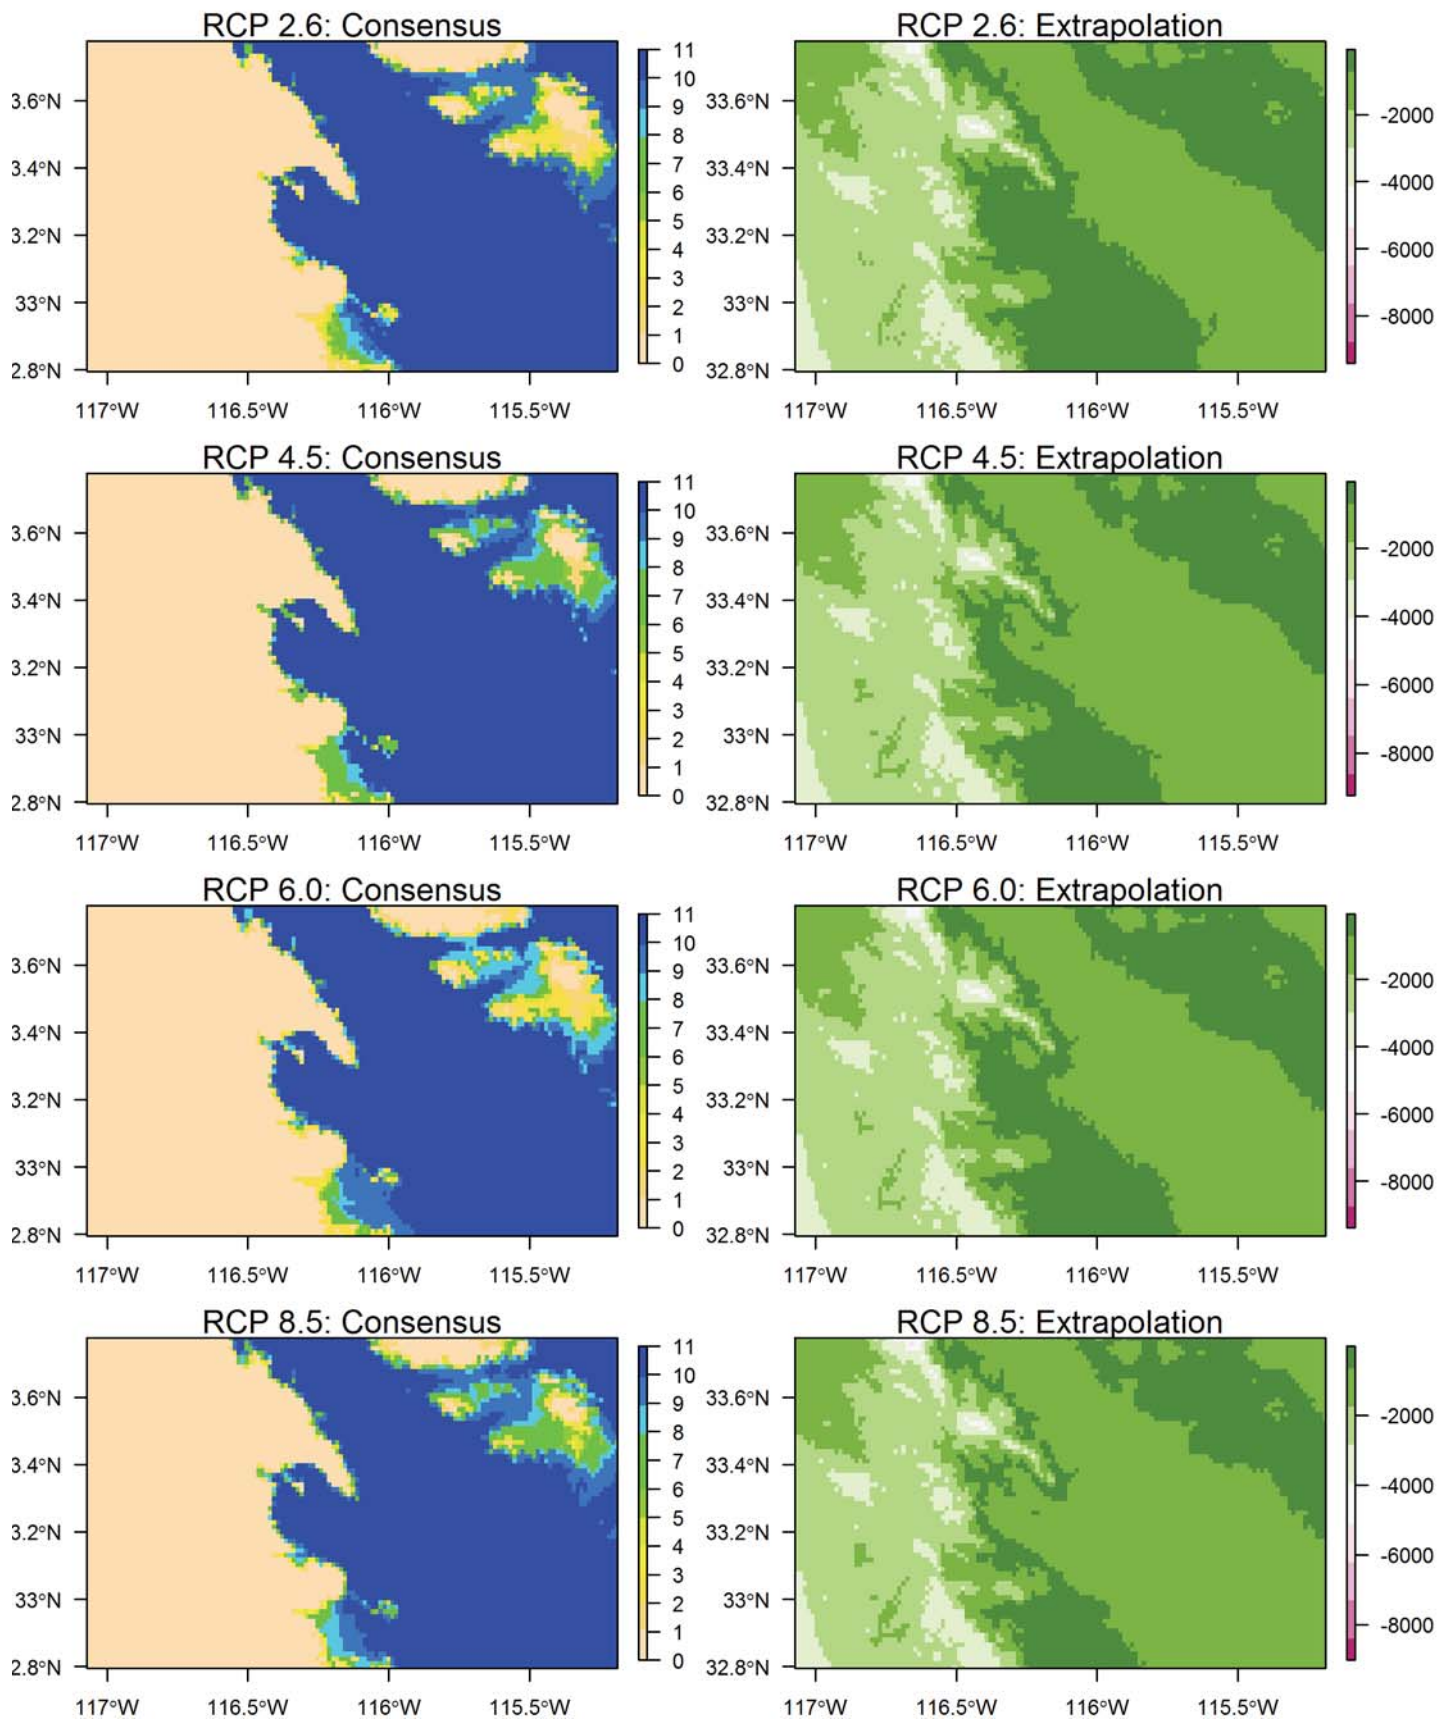 RCP 2.6: Consensus RCP 2.6: Extrapolation
11
10
9
8
7
6
5
4
3
2
1
0
3.6°N
3.4°N
3.2°N
33°N
2.8°N
117°W 116.5°W 116°W 115.5°W
33.6°N
33.4°N
33.2°N
33°N
32.8°N
-2000
-4000
-6000
-8000
117°W 116.5°W 116°W 115.5°W
RCP 4.5: Consensus RCP 4.5: Extrapolation
11
10
9
8
7
6
5
4
3
2
1
0
3.6°N
3.4°N
3.2°N
33°N
2.8°N
117°W 116.5°W 116°W 115.5°W
33.6°N
33.4°N
33.2°N
33°N
32.8°N
-2000
-4000
-6000
-8000
117°W 116.5°W 116°W 115.5°W
RCP 6.0: Consensus RCP 6.0: Extrapolation
11
10
9
8
7
6
5
4
3
2
1
0
3.6°N
3.4°N
3.2°N
33°N
2.8°N
117°W 116.5°W 116°W 115.5°W
33.6°N
33.4°N
33.2°N
33°N
32.8°N
-2000
-4000
-6000
-8000
117°W 116.5°W 116°W 115.5°W
RCP 8.5: Consensus RCP 8.5: Extrapolation
11
10
9
8
7
6
5
4
3
2
1
0
3.6°N
3.4°N
3.2°N
33°N
2.8°N
117°W 116.5°W 116°W 115.5°W
33.6°N
33.4°N
33.2°N
33°N
32.8°N
-2000
-4000
-6000
-8000
117°W 116.5°W 116°W 115.5°W